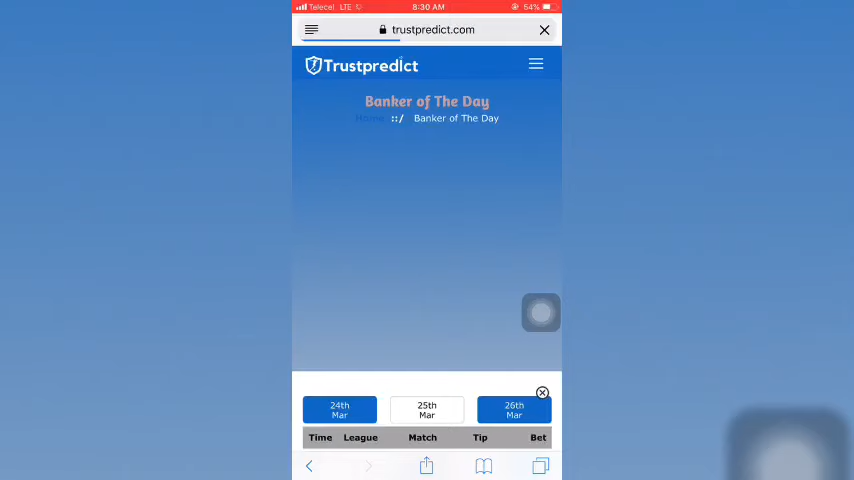 Telecel LTE 8:30 AM 54%
trustpredict.com
Trustpredict
Banker of The Day
Home ::/ Banker of The Day
24th Mar 25th Mar 26th Mar
Time League Match Tip Bet